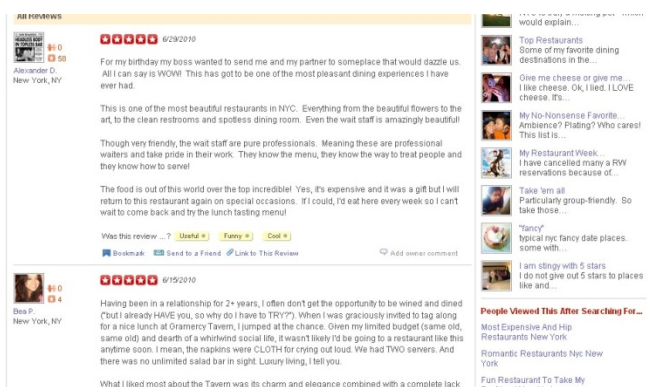 All Reviews
6/29/2010
0
58
Alexander D.
New York, NY
For my birthday my boss wanted to send me and my partner to someplace that would dazzle us.
All I can say is WOW! This has got to be one of the most pleasant dining experiences I have
ever had.
This is one of the most beautiful restaurants in NYC. Everything from the beautiful flowers to the
art, to the clean restrooms and spotless dining room. Even the wait staff is amazingly beautiful!
Though very friendly, the wait staff are pure professionals. Meaning these are professional
waiters and take pride in their work. They know the menu, they know the way to treat people and
they know how to serve!
The food is out of this world over the top incredible! Yes, it's expensive and it was a gift but I will
return to this restaurant again on special occasions. If I could, I'd eat here every week so I can't
wait to come back and try the lunch tasting menu!
Was this review ...? Useful Funny Cool
Bookmark Send to a Friend Link to This Review
Add owner comment
6/15/2010
0
4
Bea P.
New York, NY
Having been in a relationship for 2+ years, I often don't get the opportunity to be wined and dined
("but I already HAVE you, so why do I have to TRY?"). When I was graciously invited to tag along
for a nice lunch at Gramercy Tavern, I jumped at the chance. Given my limited budget (same old,
same old) and dearth of a whirlwind social life, it wasn't likely I'd be going to a restaurant like this
anytime soon. I mean, the napkins were CLOTH for crying out loud. We had TWO servers. And
there was no unlimited salad bar in sight. Luxury living, I tell you.
What I liked most about the Tavern was its charm and elegance combined with a complete lack
would explain...
Top Restaurants
Some of my favorite dining
destinations in the...
Give me cheese or give me...
I like cheese. Ok, I lied. I LOVE
cheese. It's...
My No-Nonsense Favorite...
Ambience? Plating? Who cares!
This list is...
My Restaurant Week...
I have cancelled many a RW
reservations because of...
Take 'em all
Particularly group-friendly. So
take those...
"fancy"
typical nyc fancy date places.
some with...
I am stingy with 5 stars
I do not give out 5 stars to places
like and...
People Viewed This After Searching For...
Most Expensive And Hip
Restaurants New York
Romantic Restaurants Nyc New
York
Fun Restaurant To Take My